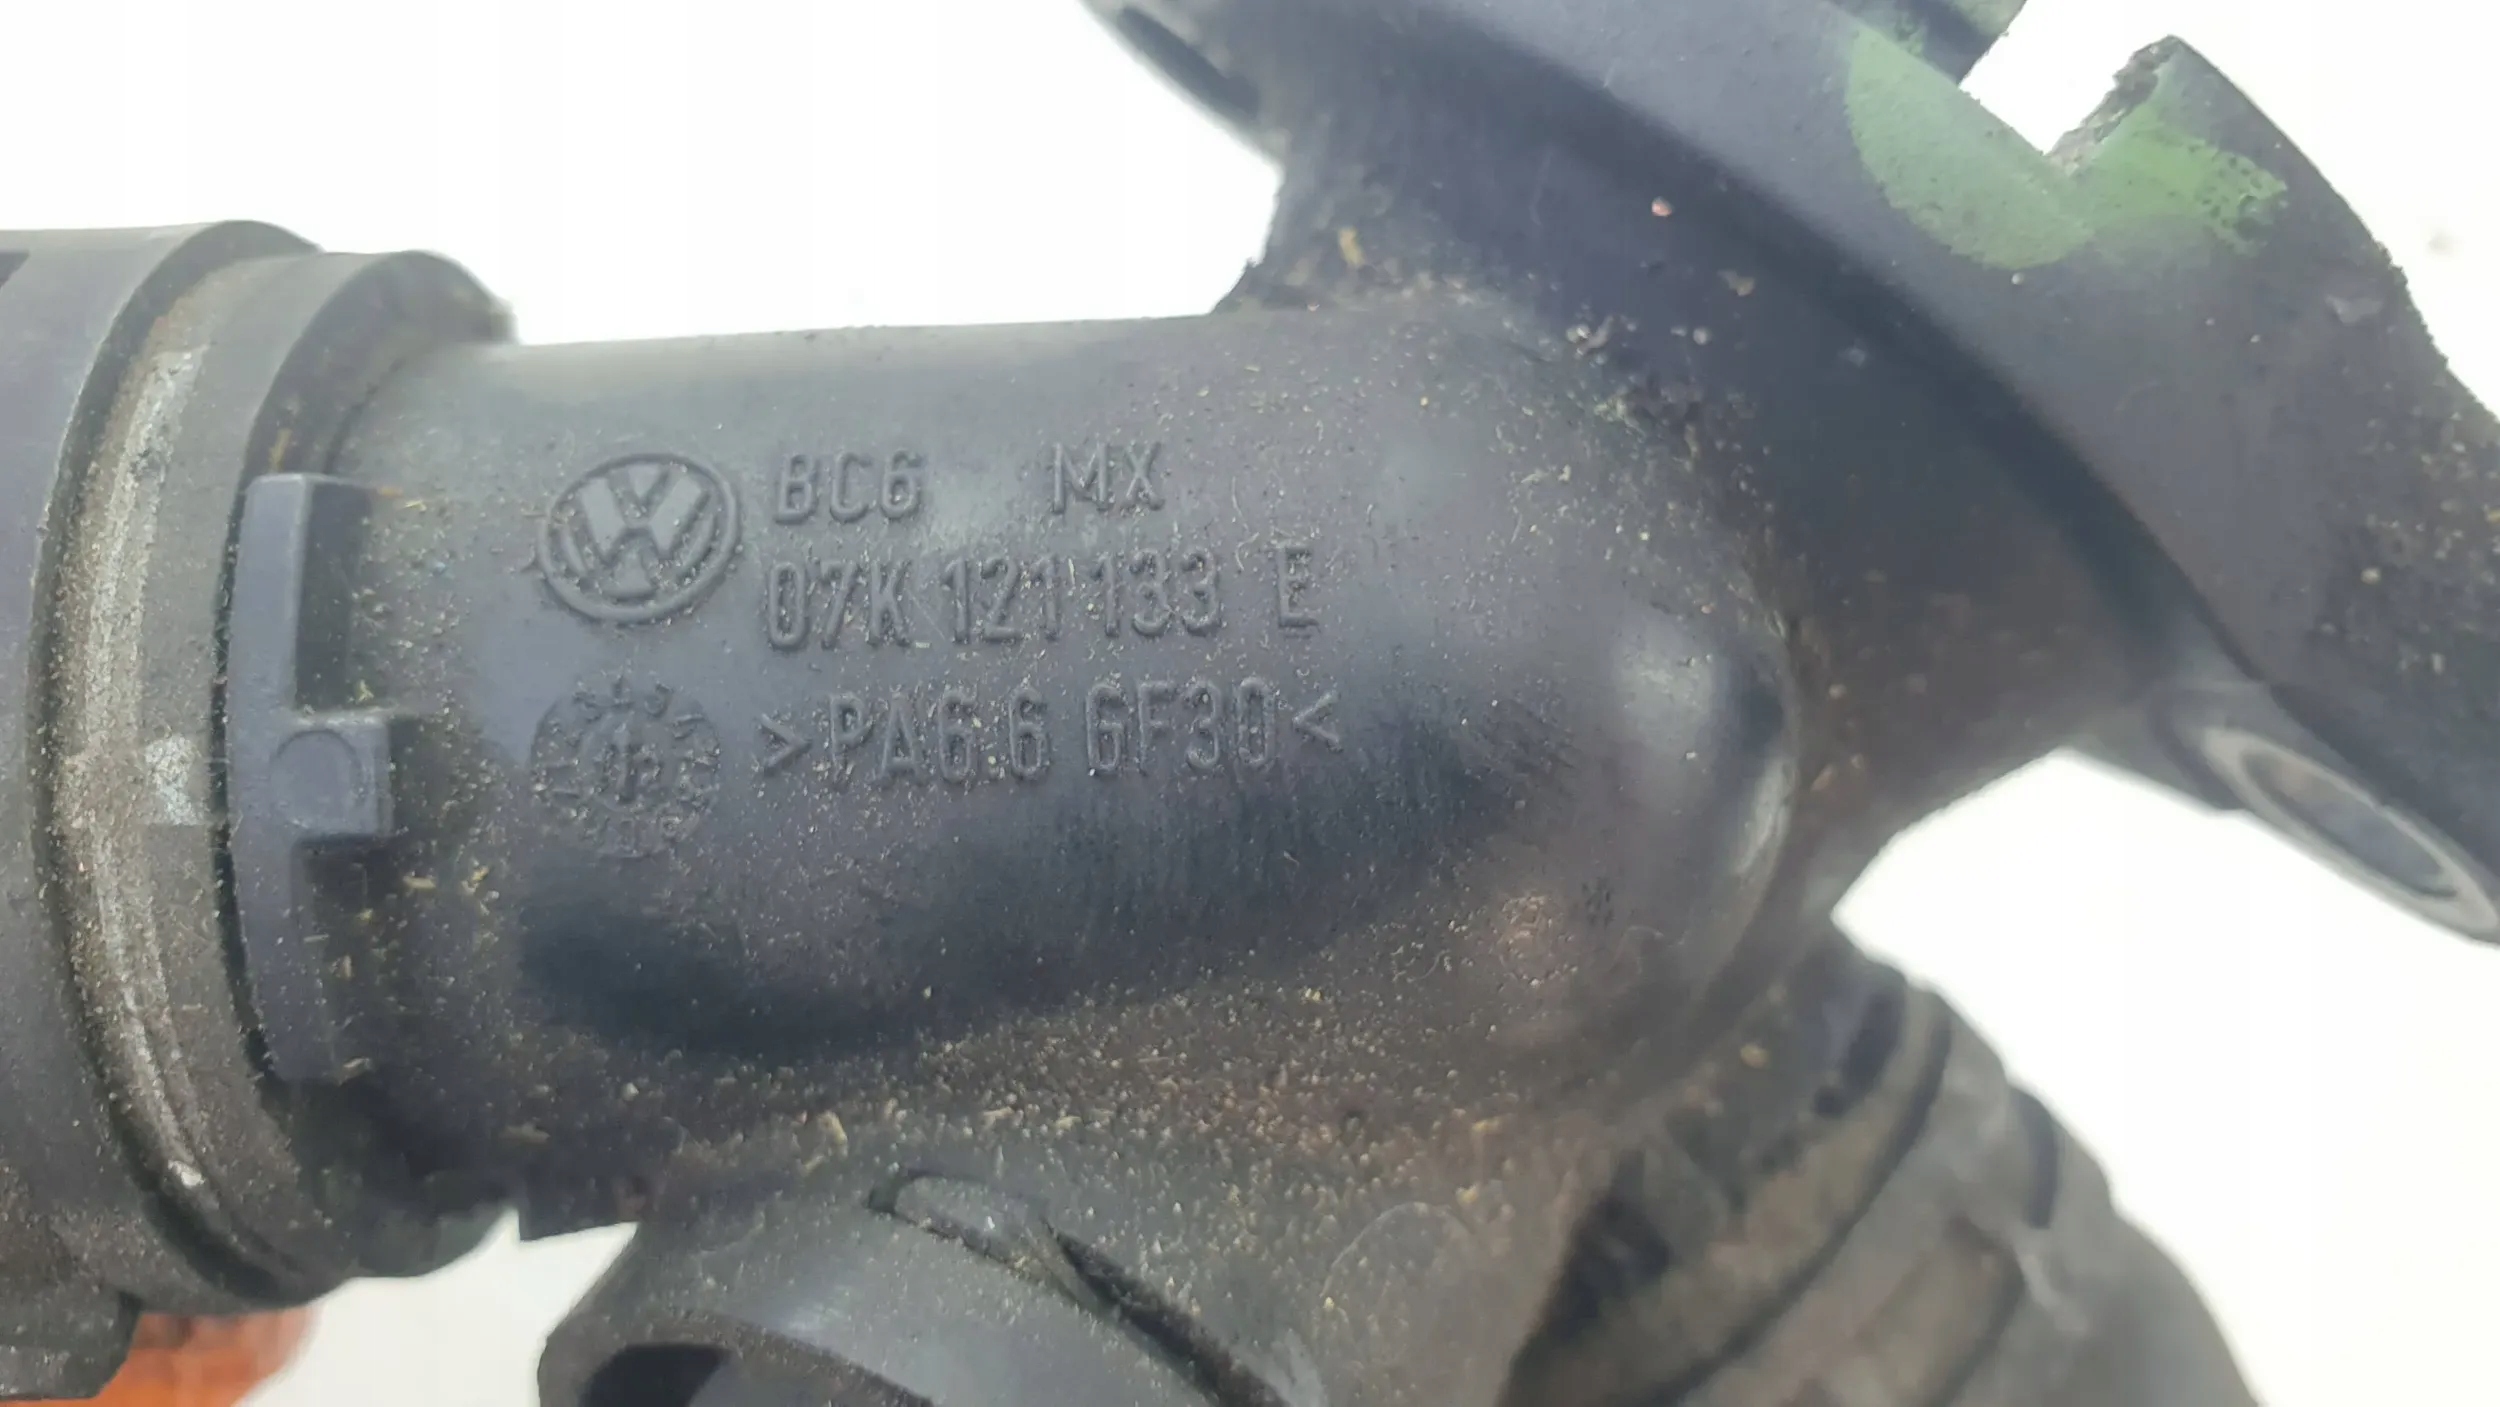 BC6 MX
07K 121 133 E
>PA6.6 GF30<